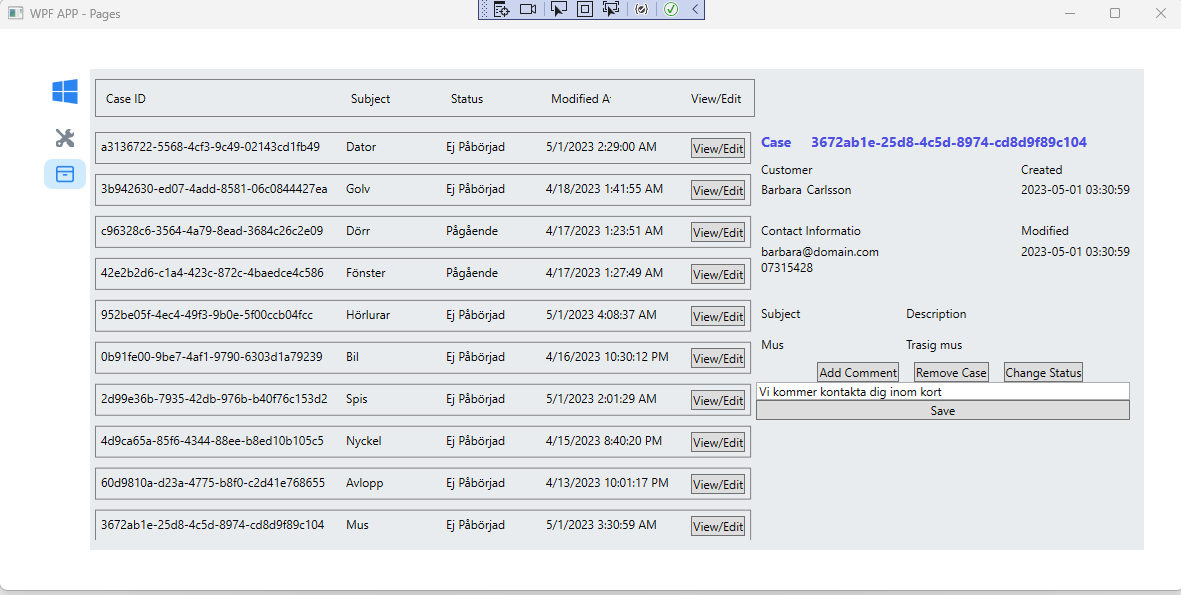 WPF APP - Pages
Case ID Subject Status Modified A View/Edit
a3136722-5568-4cf3-9c49-02143cd1fb49 Dator Ej Påbörjad 5/1/2023 2:29:00 AM View/Edit
3b942630-ed07-4add-8581-06c0844427ea Golv Ej Påbörjad 4/18/2023 1:41:55 AM View/Edit
c96328c6-3564-4a79-8ead-3684c26c2e09 Dörr Pågående 4/17/2023 1:23:51 AM View/Edit
42e2b2d6-c1a4-423c-872c-4baedce4c586 Fönster Pågående 4/17/2023 1:27:49 AM View/Edit
952be05f-4ec4-49f3-9b0e-5f00ccb04fcc Hörlurar Ej Påbörjad 5/1/2023 4:08:37 AM View/Edit
0b91fe00-9be7-4af1-9790-6303d1a79239 Bil Ej Påbörjad 4/16/2023 10:30:12 PM View/Edit
2d99e36b-7935-42db-976b-b40f76c153d2 Spis Ej Påbörjad 5/1/2023 2:01:29 AM View/Edit
4d9ca65a-85f6-4344-88ee-b8ed10b105c5 Nyckel Ej Påbörjad 4/15/2023 8:40:20 PM View/Edit
60d9810a-d23a-4775-b8f0-c2d41e768655 Avlopp Ej Påbörjad 4/13/2023 10:01:17 PM View/Edit
3672ab1e-25d8-4c5d-8974-cd8d9f89c104 Mus Ej Påbörjad 5/1/2023 3:30:59 AM View/Edit
Case 3672ab1e-25d8-4c5d-8974-cd8d9f89c104
Customer Created
Barbara Carlsson 2023-05-01 03:30:59
Contact Informatio Modified
barbara@domain.com 2023-05-01 03:30:59
07315428
Subject Description
Mus Trasig mus
Add Comment Remove Case Change Status
Vi kommer kontakta dig inom kort
Save